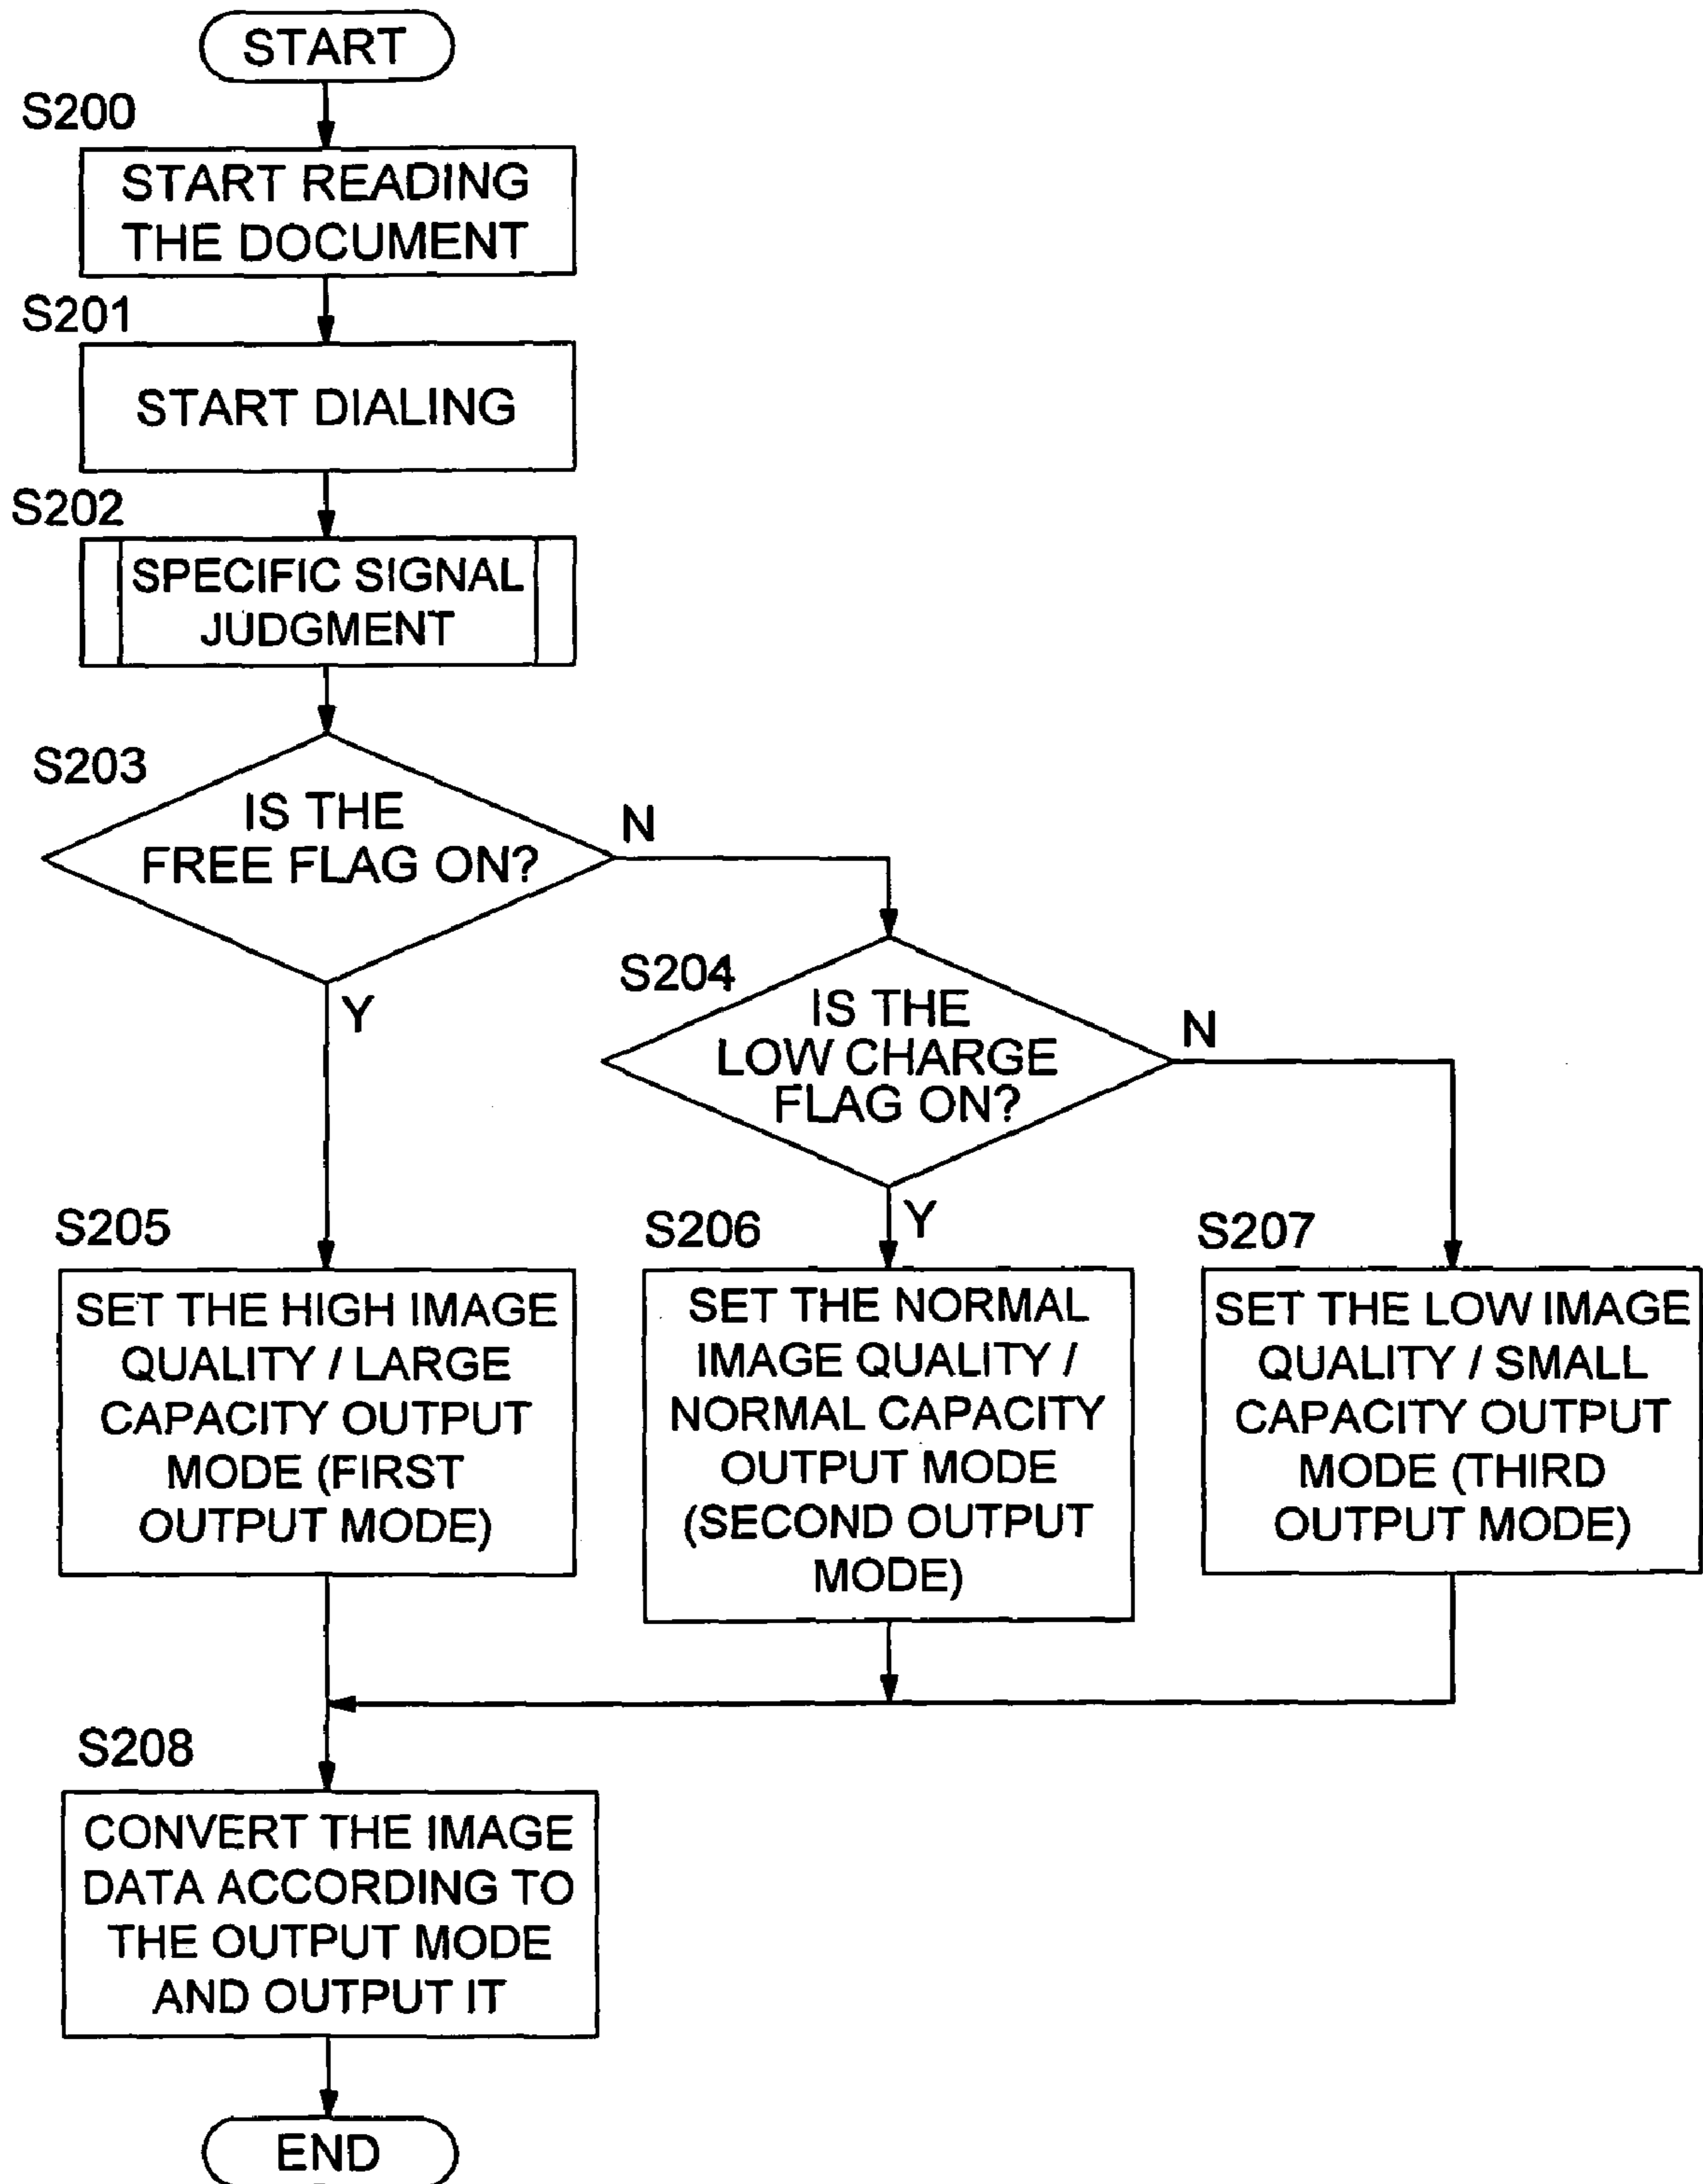 START
S200
START READING
THE DOCUMENT
S201
START DIALING
S202
SPECIFIC SIGNAL
JUDGMENT
S203
IS THE
FREE FLAG ON?
N
Y
S204
IS THE
LOW CHARGE
FLAG ON?
N
Y
S205
SET THE HIGH IMAGE
QUALITY / LARGE
CAPACITY OUTPUT
MODE (FIRST
OUTPUT MODE)
S206
SET THE NORMAL
IMAGE QUALITY /
NORMAL CAPACITY
OUTPUT MODE
(SECOND OUTPUT
MODE)
S207
SET THE LOW IMAGE
QUALITY / SMALL
CAPACITY OUTPUT
MODE (THIRD
OUTPUT MODE)
S208
CONVERT THE IMAGE
DATA ACCORDING TO
THE OUTPUT MODE
AND OUTPUT IT
END